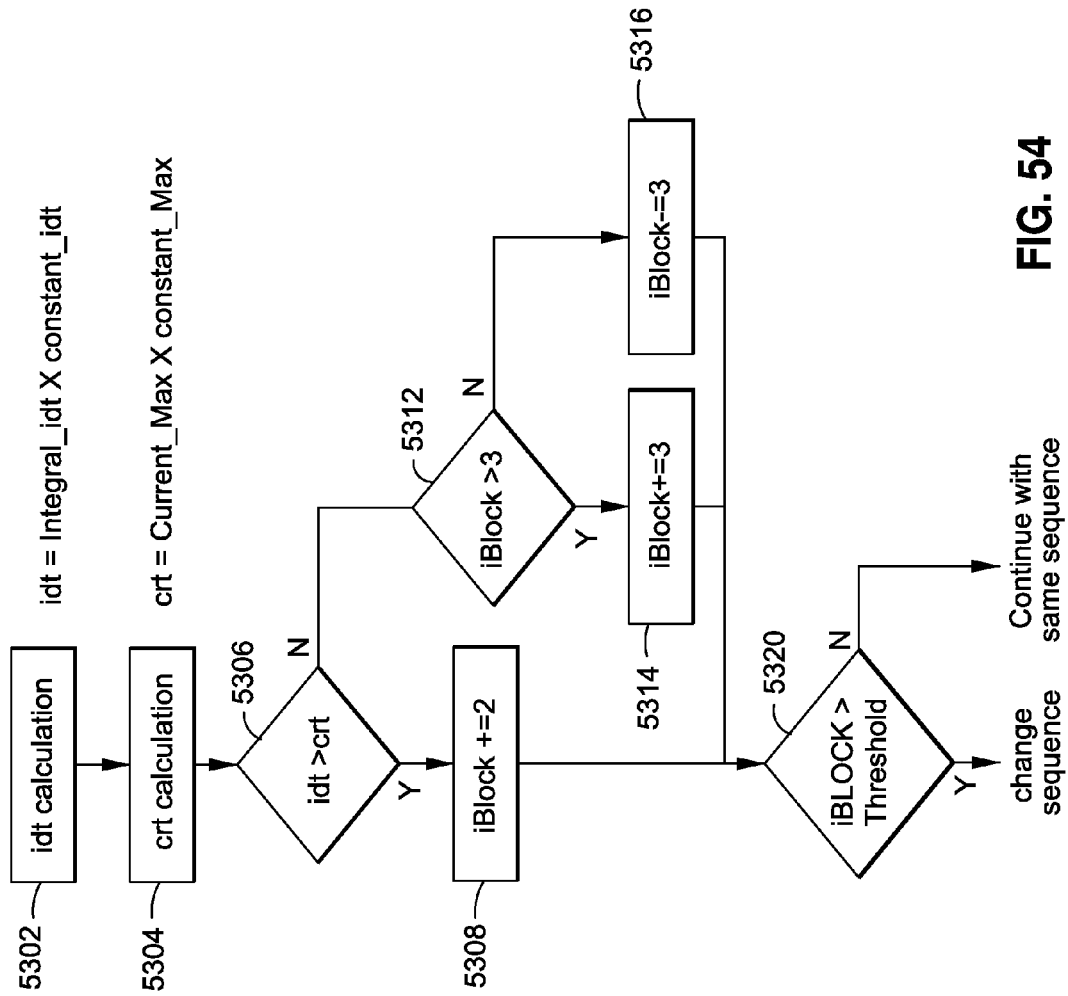 5302
idt calculation
idt = Integral_idt X constant_idt
5304
crt calculation
crt = Current_Max X constant_Max
5306
idt >crt
N
Y
5308
iBlock +=2
5312
iBlock >3
N
Y
5314
iBlock+=3
5316
iBlock-=3
5320
iBLOCK >
Threshold
N
Y
change
sequence
Continue with
same sequence
FIG. 54